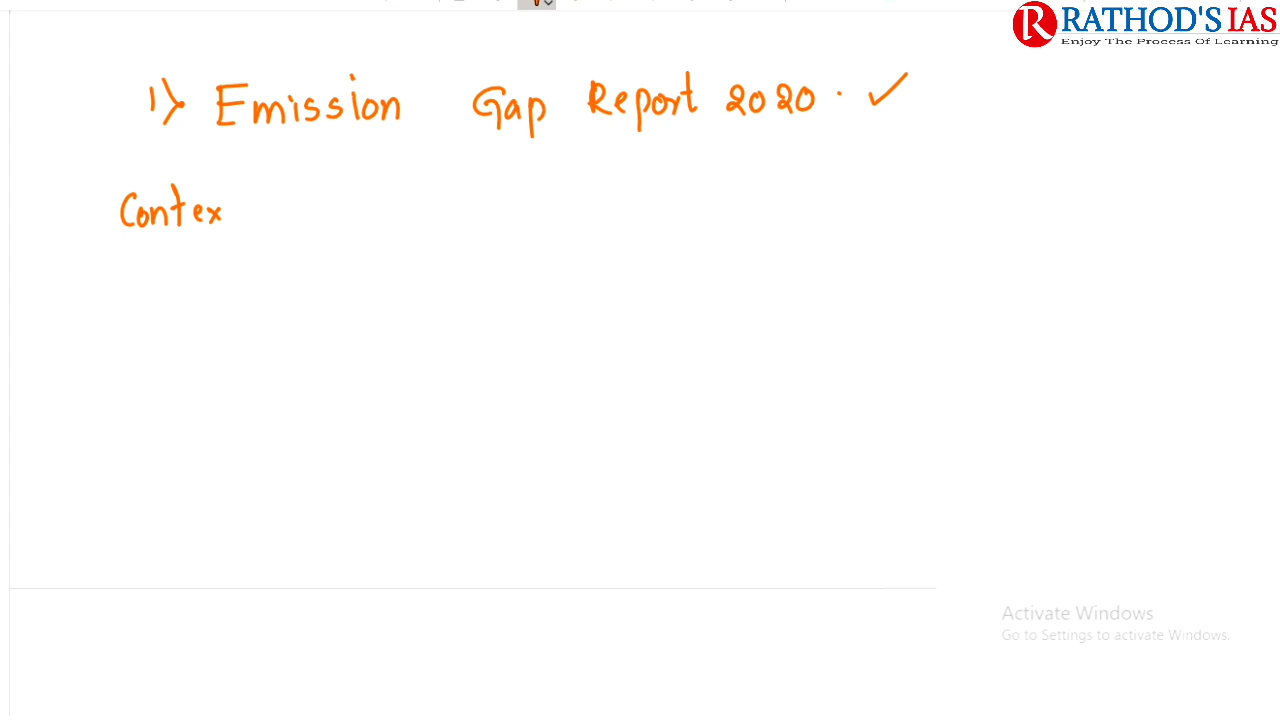 RATHOD'S IAS
Enjoy The Process Of Learning
1) Emission Gap Report 2020.
Contex
Activate Windows
Go to Settings to activate Windows.